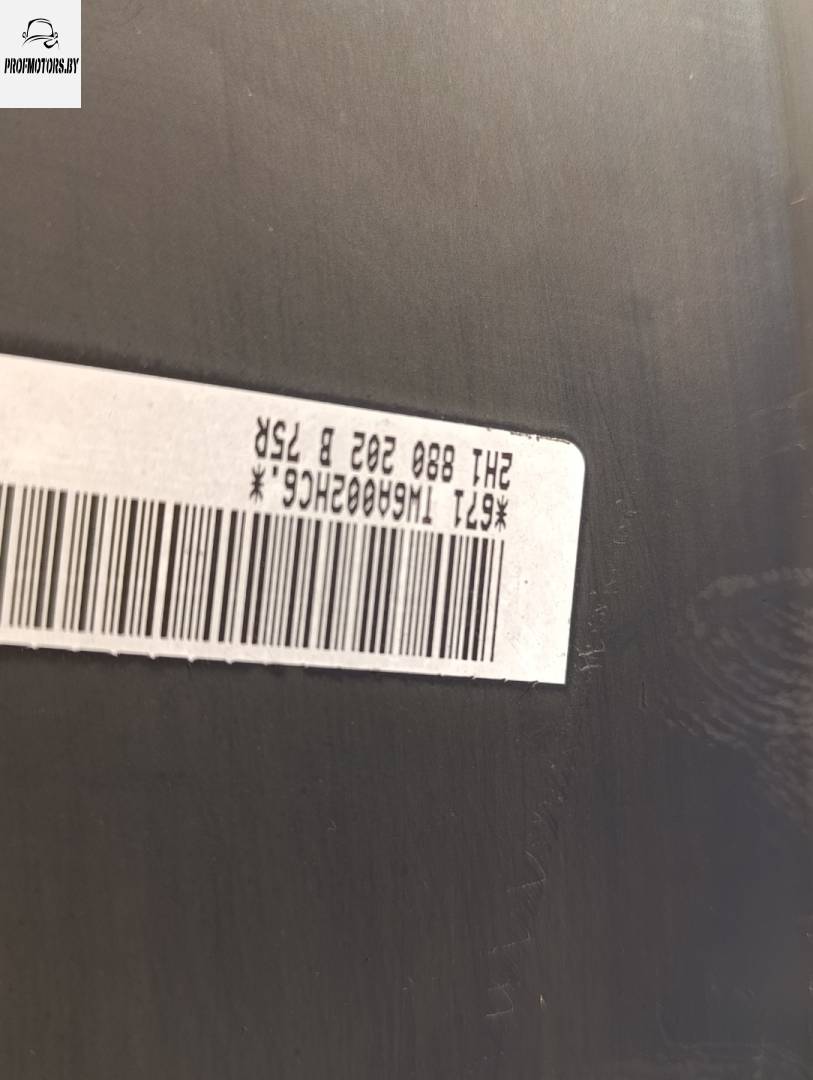 PROFMOTORS.BY
*671 TW6A002HC6.*
2H1 880 202 B 75R